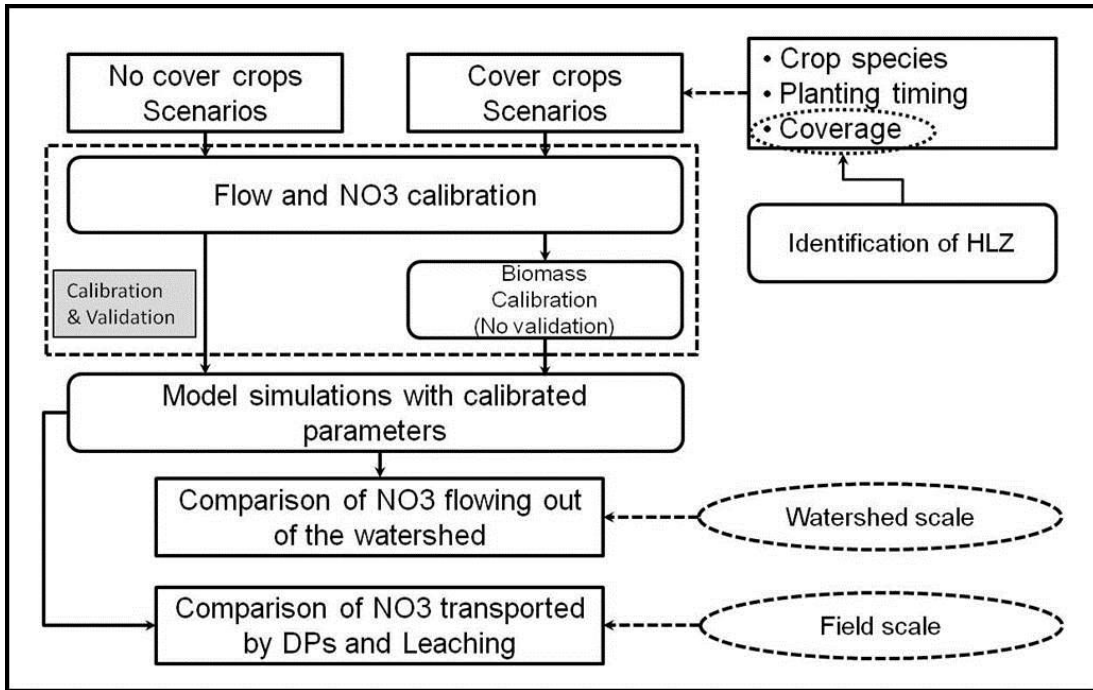 No cover crops
Scenarios
Cover crops
Scenarios
• Crop species
• Planting timing
• Coverage
Flow and NO3 calibration
Identification of HLZ
Calibration
& Validation
Biomass
Calibration
(No validation)
Model simulations with calibrated
parameters
Comparison of NO3 flowing out
of the watershed
Watershed scale
Comparison of NO3 transported
by DPs and Leaching
Field scale